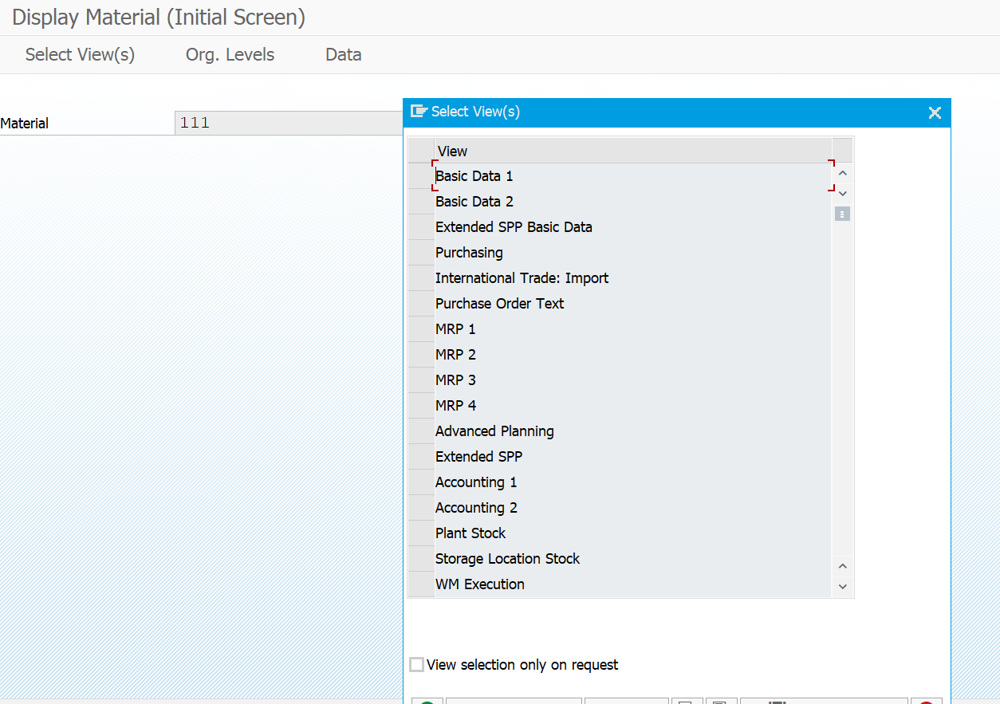 Display Material (Initial Screen)
Select View(s) Org. Levels Data
Material 111
Select View(s)
View
Basic Data 1
Basic Data 2
Extended SPP Basic Data
Purchasing
International Trade: Import
Purchase Order Text
MRP 1
MRP 2
MRP 3
MRP 4
Advanced Planning
Extended SPP
Accounting 1
Accounting 2
Plant Stock
Storage Location Stock
WM Execution
View selection only on request